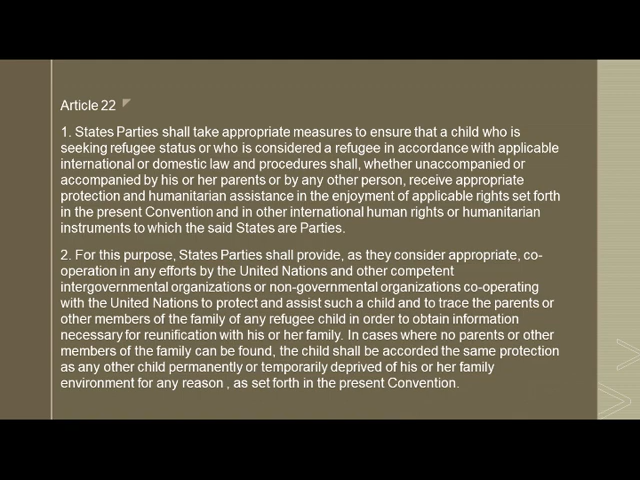 Article 22
1. States Parties shall take appropriate measures to ensure that a child who is
seeking refugee status or who is considered a refugee in accordance with applicable
international or domestic law and procedures shall, whether unaccompanied or
accompanied by his or her parents or by any other person, receive appropriate
protection and humanitarian assistance in the enjoyment of applicable rights set forth
in the present Convention and in other international human rights or humanitarian
instruments to which the said States are Parties.
2. For this purpose, States Parties shall provide, as they consider appropriate, co-
operation in any efforts by the United Nations and other competent
intergovernmental organizations or non-governmental organizations co-operating
with the United Nations to protect and assist such a child and to trace the parents or
other members of the family of any refugee child in order to obtain information
necessary for reunification with his or her family. In cases where no parents or other
members of the family can be found, the child shall be accorded the same protection
as any other child permanently or temporarily deprived of his or her family
environment for any reason , as set forth in the present Convention.